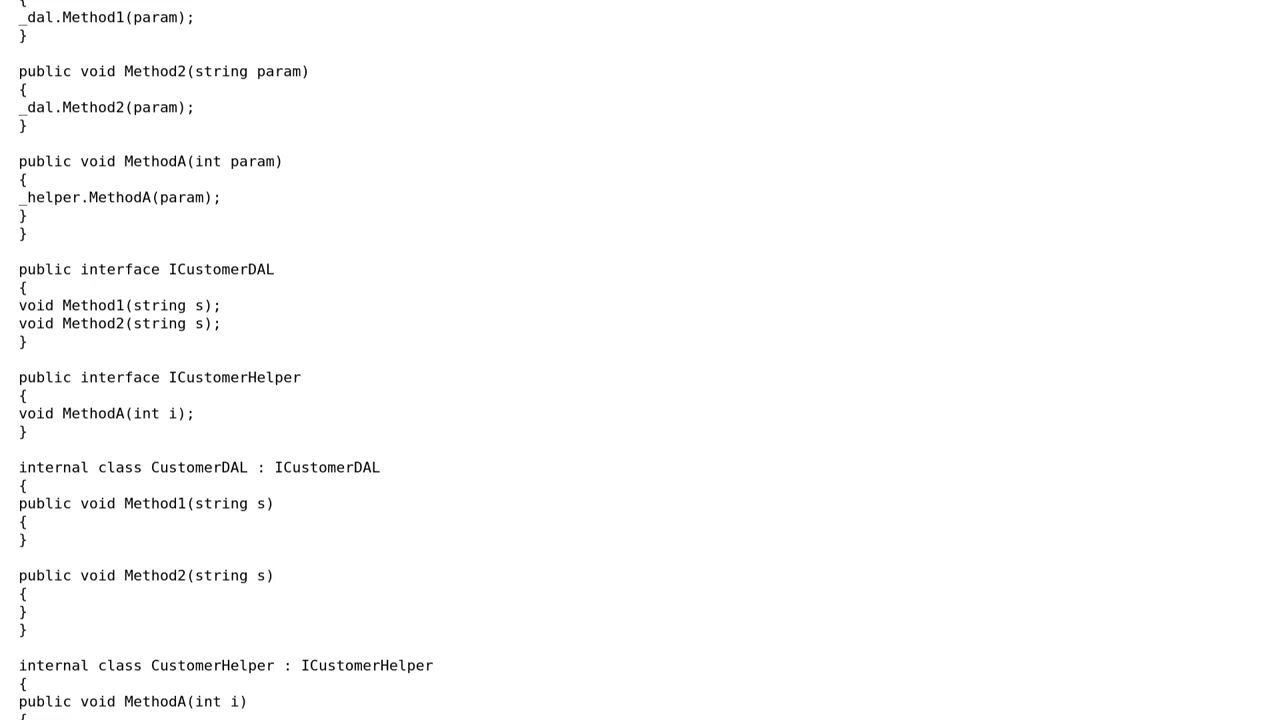 {
_dal.Method1(param);
}

public void Method2(string param)
{
_dal.Method2(param);
}

public void MethodA(int param)
{
_helper.MethodA(param);
}
}

public interface ICustomerDAL
{
void Method1(string s);
void Method2(string s);
}

public interface ICustomerHelper
{
void MethodA(int i);
}

internal class CustomerDAL : ICustomerDAL
{
public void Method1(string s)
{
}

public void Method2(string s)
{
}
}

internal class CustomerHelper : ICustomerHelper
{
public void MethodA(int i)
{